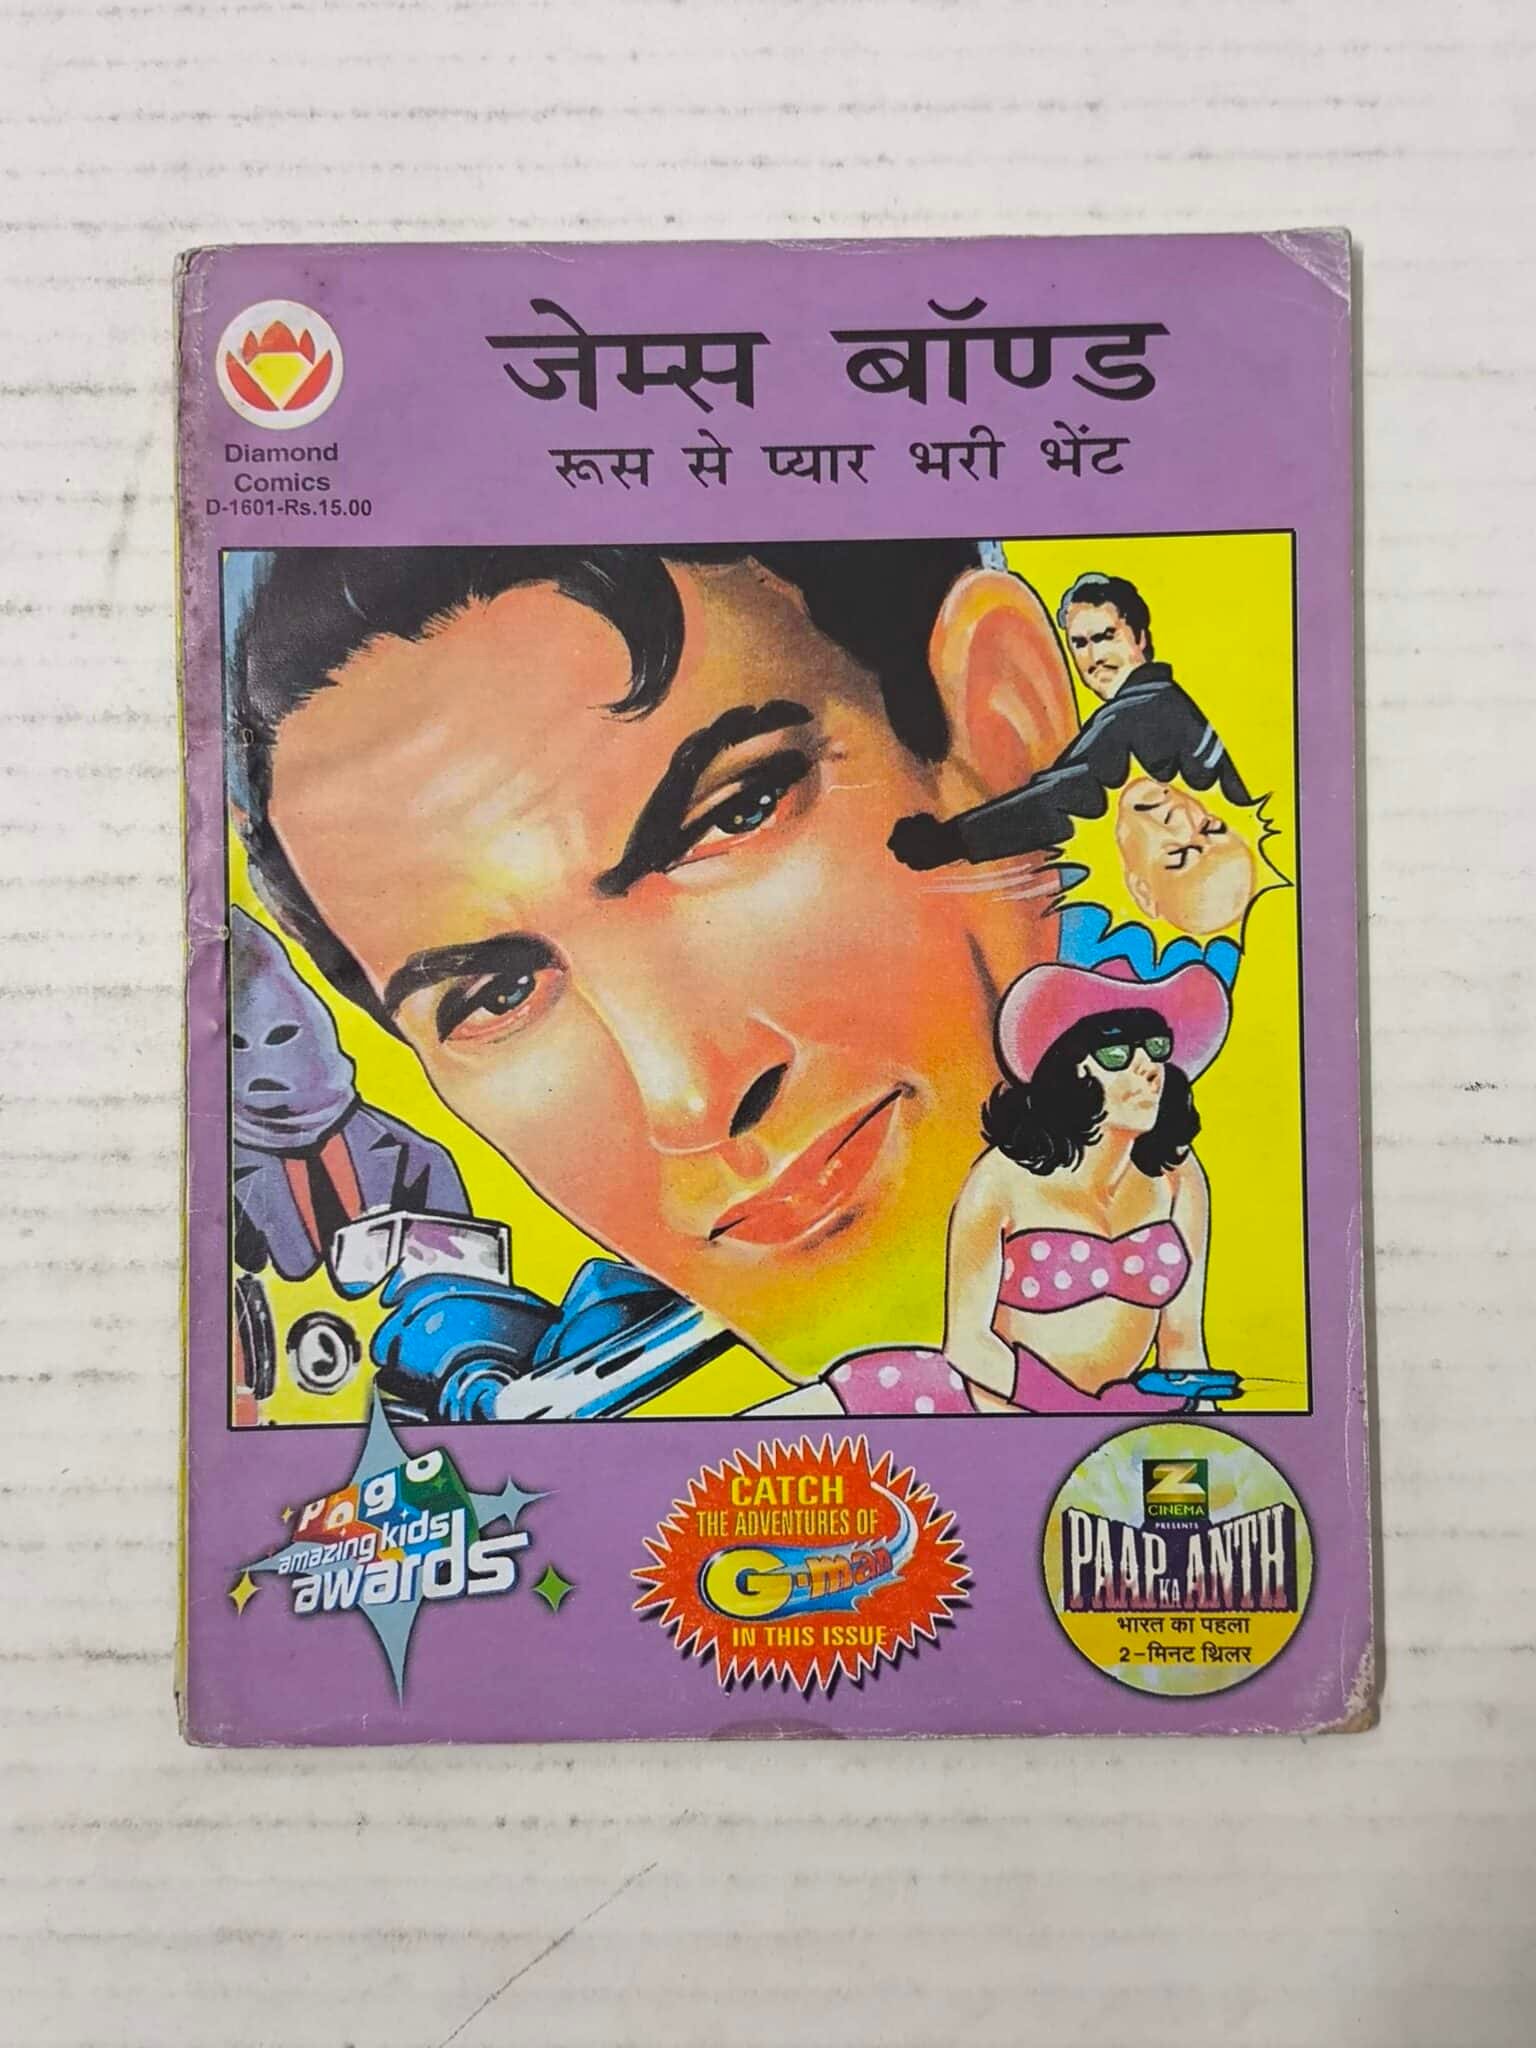 जेम्स बॉण्ड
रूस से प्यार भरी भेंट
Diamond
Comics
D-1601-Rs.15.00
Pogo
amazing kids
awards
CATCH
THE ADVENTURES OF
G-man
IN THIS ISSUE
Z
CINEMA
PRESENTS
PAAP KA ANTH
भारत का पहला
2-मिनट थ्रिलर